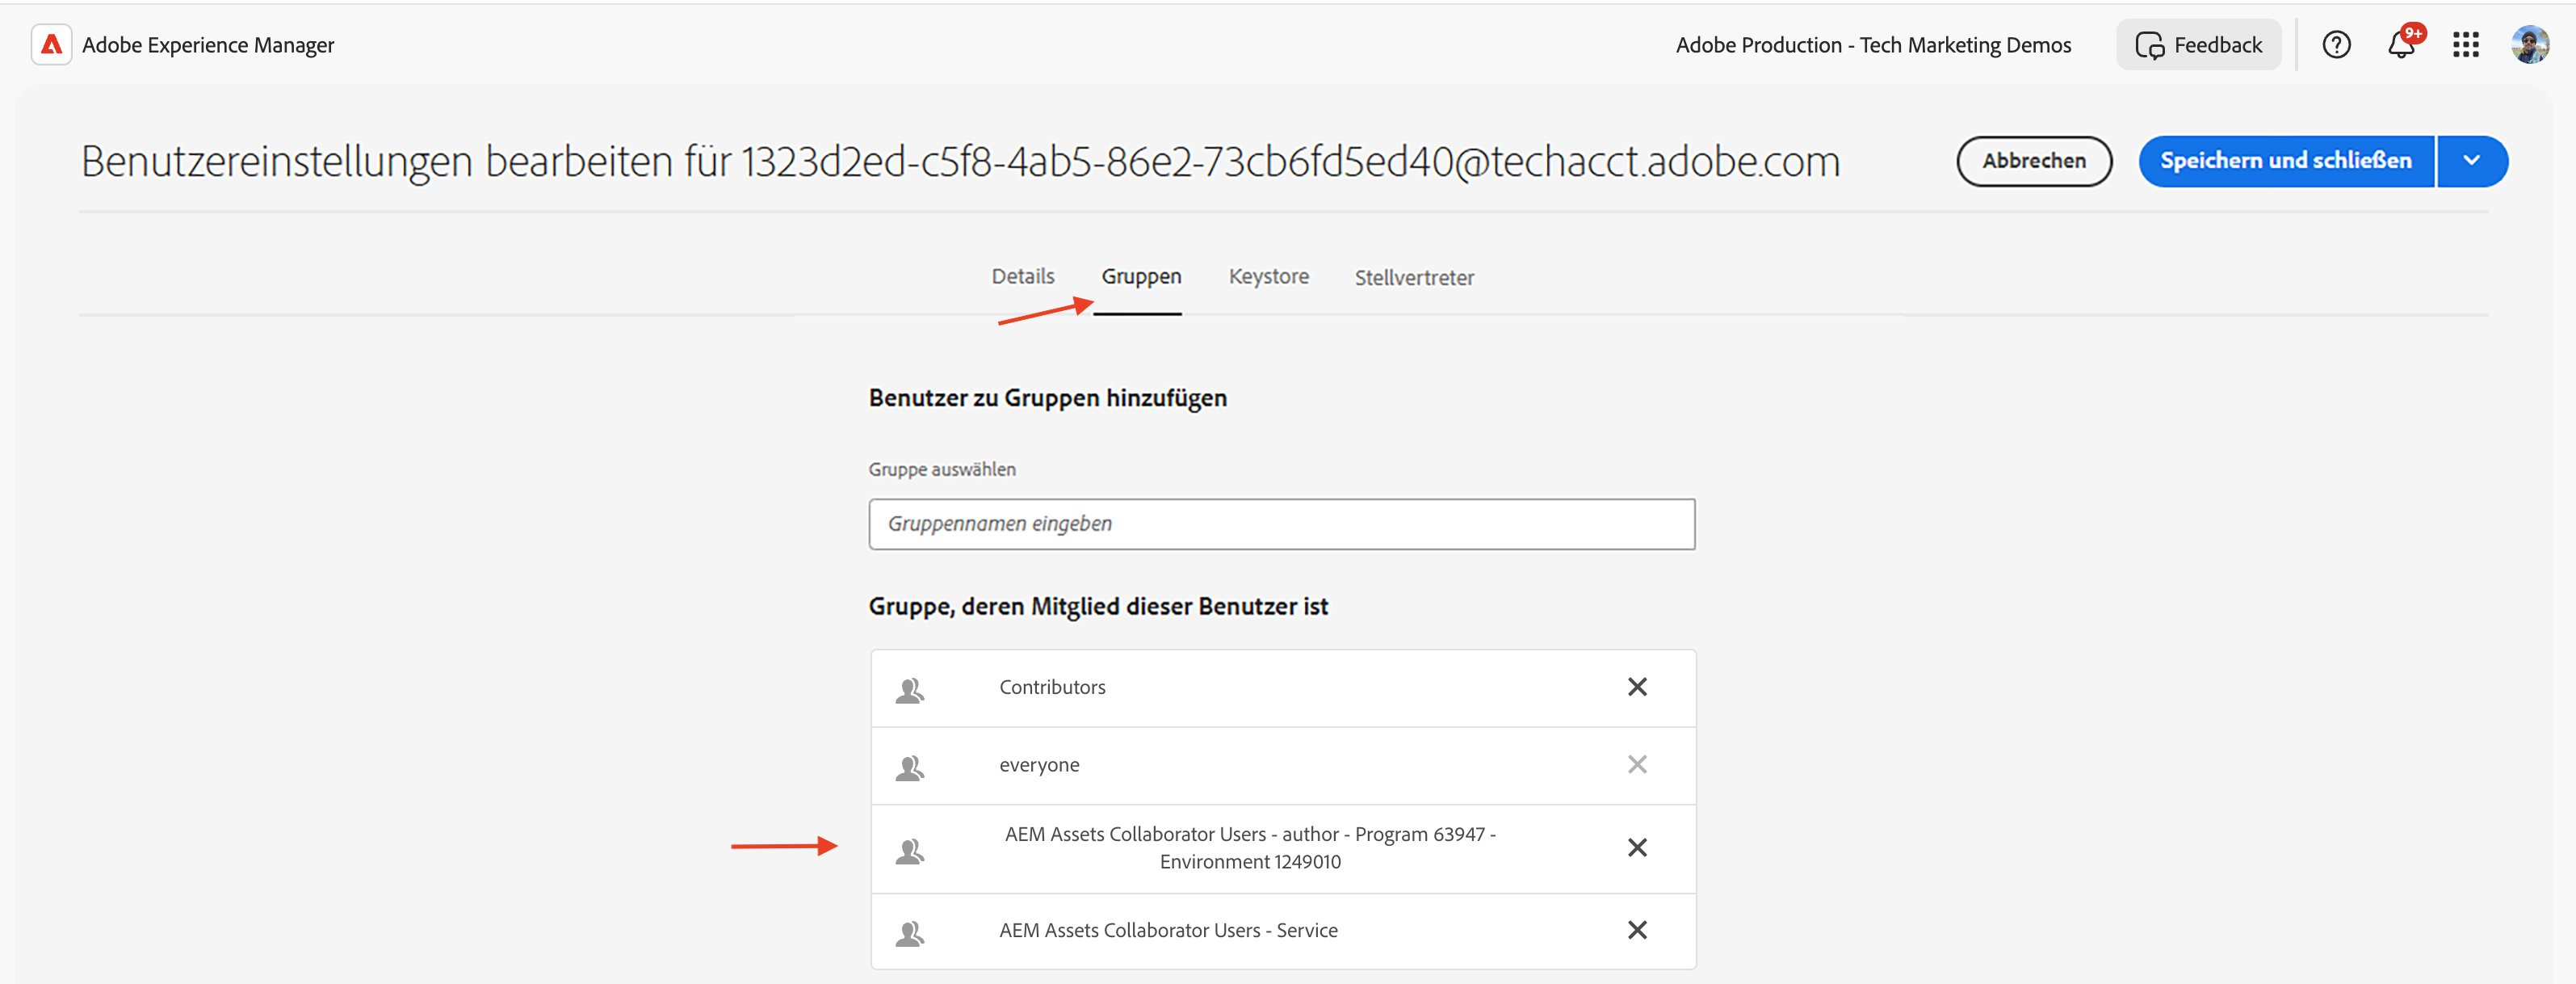 Adobe Experience Manager
Adobe Production - Tech Marketing Demos
Feedback
9+
Benutzereinstellungen bearbeiten für 1323d2ed-c5f8-4ab5-86e2-73cb6fd5ed40@techacct.adobe.com
Abbrechen
Speichern und schließen
Details
Gruppen
Keystore
Stellvertreter
Benutzer zu Gruppen hinzufügen
Gruppe auswählen
Gruppennamen eingeben
Gruppe, deren Mitglied dieser Benutzer ist
Contributors
everyone
AEM Assets Collaborator Users - author - Program 63947 -
Environment 1249010
AEM Assets Collaborator Users - Service